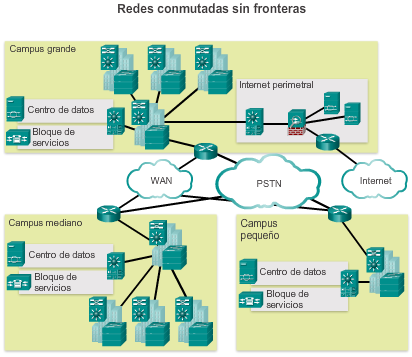 Redes conmutadas sin fronteras
Campus grande
Internet perimetral
Centro de datos
Bloque de
servicios
WAN
PSTN
Internet
Campus mediano
Centro de datos
Bloque de
servicios
Campus
pequeño
Centro de datos
Bloque de
servicios